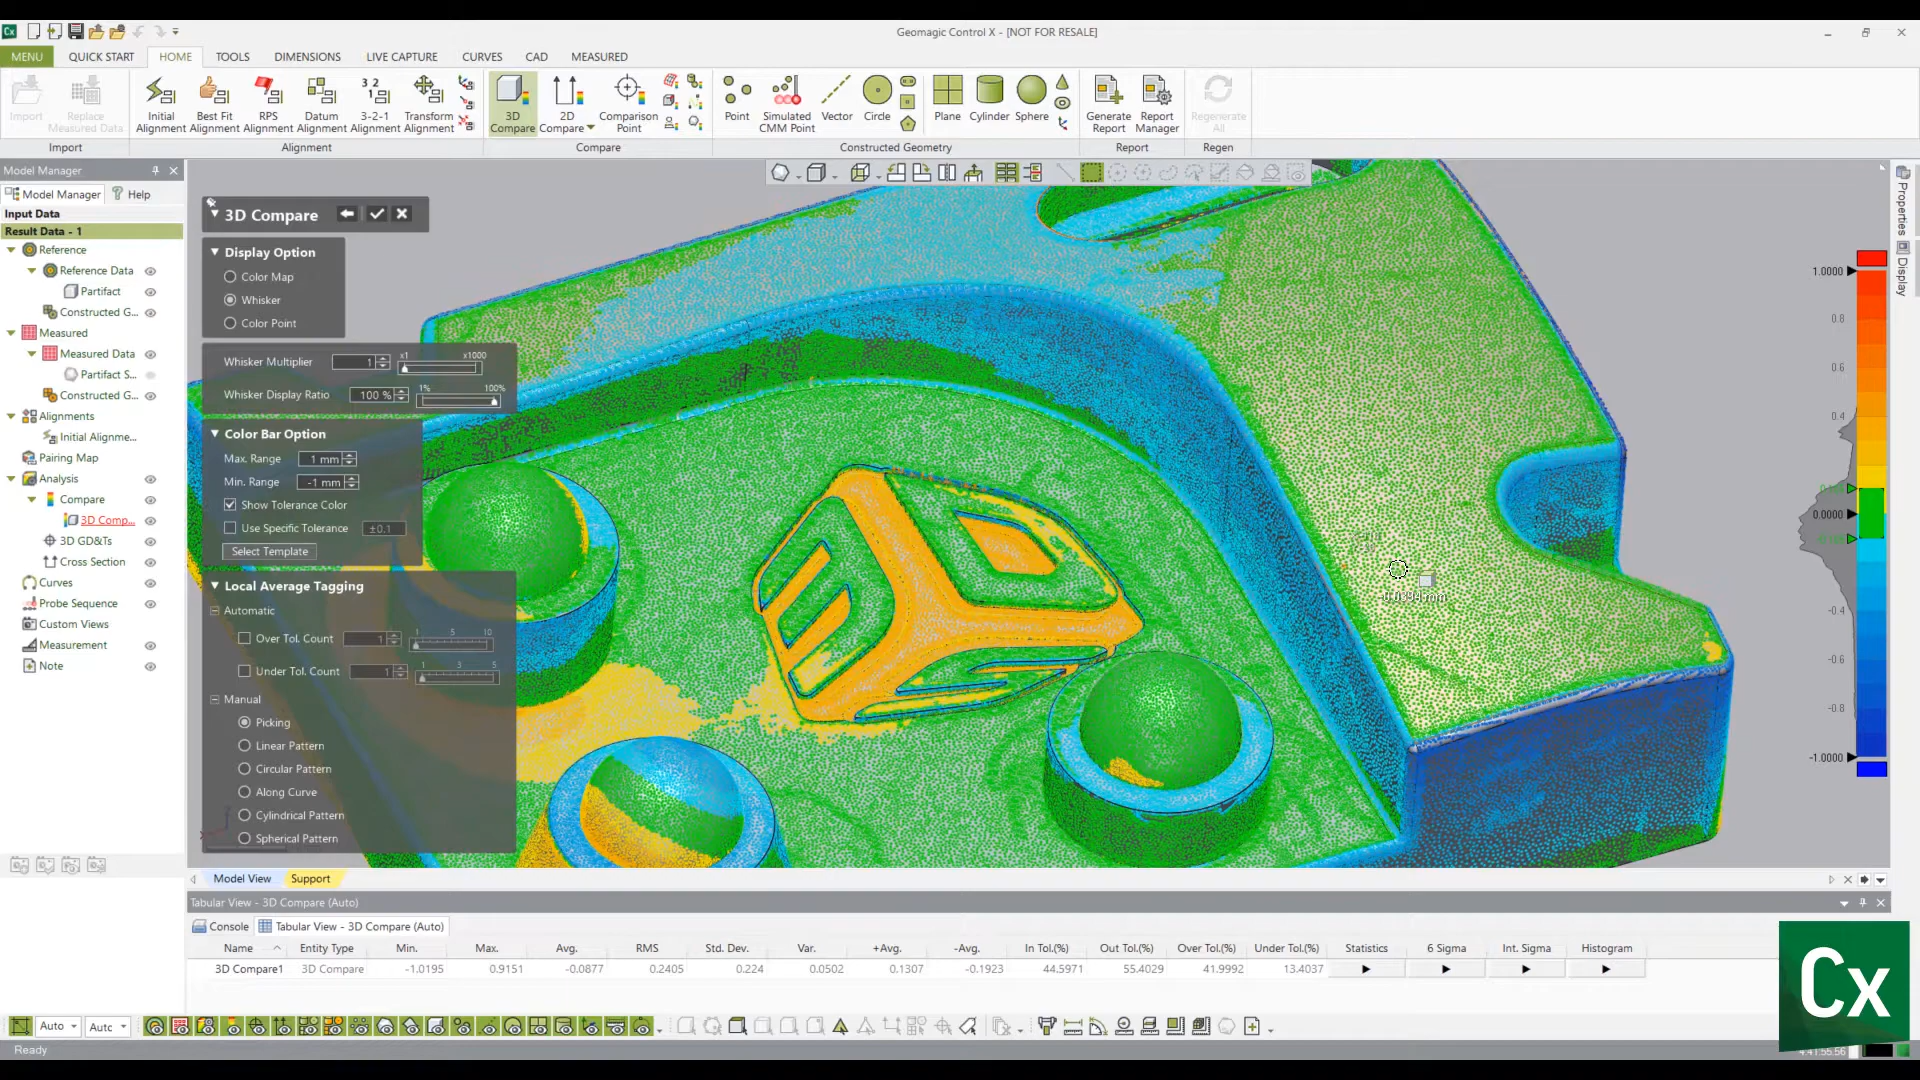 Cx
Geomagic Control X - [NOT FOR RESALE]
MENU QUICK START HOME TOOLS DIMENSIONS LIVE CAPTURE CURVES CAD MEASURED
Import
Replace Measured Data
Initial Alignment
Best Fit Alignment
RPS Alignment
Datum Alignment
3-2-1 Alignment
Transform Alignment
3D Compare
2D Compare
Comparison Point
Point
Simulated CMM Point
Vector
Circle
Plane
Cylinder
Sphere
Generate Report
Report Manager
Regenerate All
Import Alignment Compare Constructed Geometry Report Regen
Model Manager
Model Manager Help
Input Data
Result Data - 1
Reference
Reference Data
Partifact
Constructed G...
Measured
Measured Data
Partifact S...
Constructed G...
Alignments
Initial Alignme...
Pairing Map
Analysis
Compare
3D Comp...
3D GD&Ts
Cross Section
Curves
Probe Sequence
Custom Views
Measurement
Note
3D Compare
Display Option
Color Map
Whisker
Color Point
Whisker Multiplier 1 x1 x1000
Whisker Display Ratio 100 % 1% 100%
Color Bar Option
Max. Range 1 mm
Min. Range -1 mm
Show Tolerance Color
Use Specific Tolerance ±0.1
Select Template
Local Average Tagging
Automatic
Over Tol. Count 1 1 5 10
Under Tol. Count 1 1 3 5
Manual
Picking
Linear Pattern
Circular Pattern
Along Curve
Cylindrical Pattern
Spherical Pattern
-0.0394 mm
1.0000
0.8
0.6
0.4
0.0000
-0.4
-0.6
-0.8
-1.0000
Properties
Display
Model View Support
Tabular View - 3D Compare (Auto)
Console Tabular View - 3D Compare (Auto)
Name Entity Type Min. Max. Avg. RMS Std. Dev. Var. +Avg. -Avg. In Tol.(%) Out Tol.(%) Over Tol.(%) Under Tol.(%) Statistics 6 Sigma Int. Sigma Histogram
3D Compare1 3D Compare -1.0195 0.9151 -0.0877 0.2405 0.224 0.0502 0.1307 -0.1923 44.5971 55.4029 41.9992 13.4037
Auto Autc
Ready
Cx